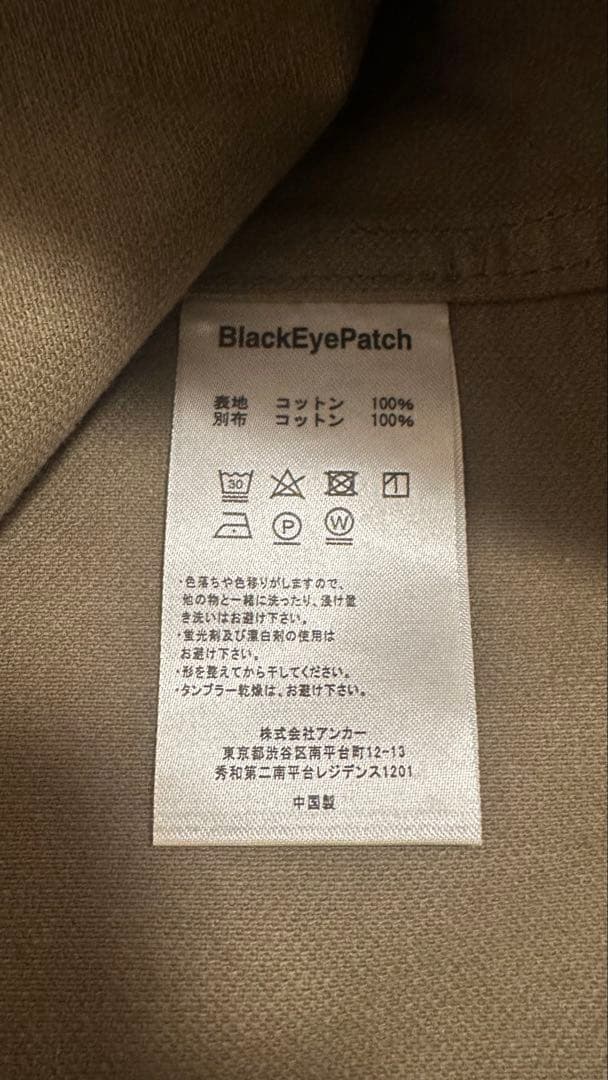 BlackEyePatch
表地 コットン 100%
別布 コットン 100%
30
P W
・色落ちや色移りがしますので、
他の物と一緒に洗ったり、浸け置
き洗いはお避け下さい。
・蛍光剤及び漂白剤の使用は
お避け下さい。
・形を整えてから干してください。
・タンブラー乾燥は、お避け下さい。
株式会社アンカー
東京都渋谷区南平台町12-13
秀和第二南平台レジデンス1201
中国製